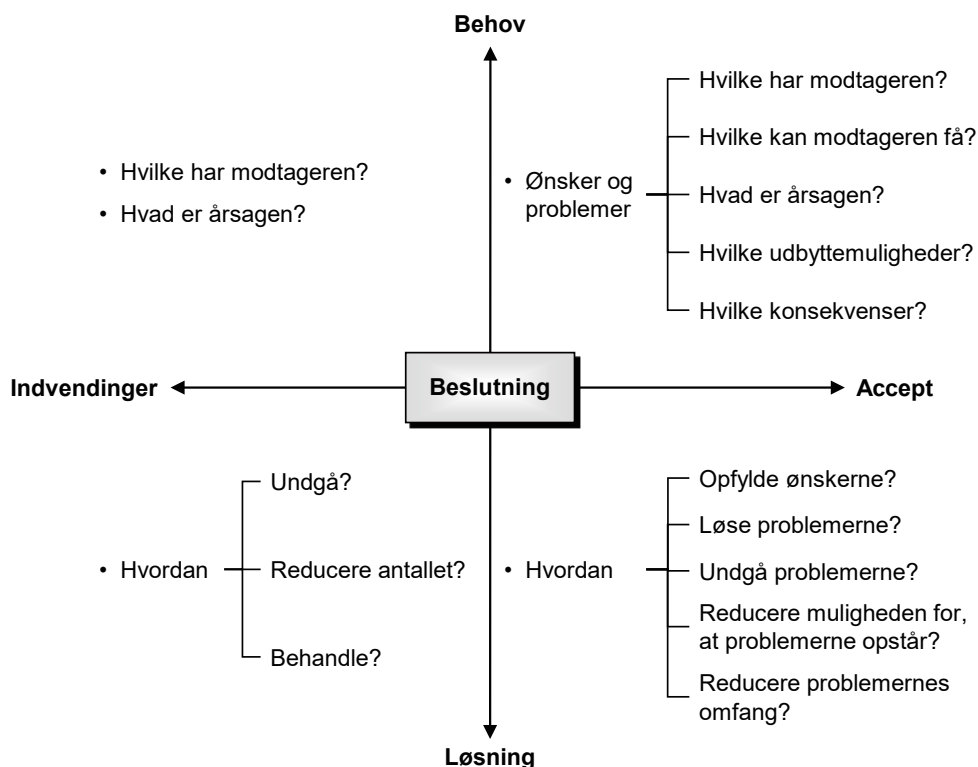 Behov
• Hvilke har modtageren?
• Hvad er årsagen?
• Ønsker og
problemer
Hvilke har modtageren?
Hvilke kan modtageren få?
Hvad er årsagen?
Hvilke udbyttemuligheder?
Hvilke konsekvenser?
Indvendinger
Beslutning
Accept
• Hvordan
Undgå?
Reducere antallet?
Behandle?
• Hvordan
Opfylde ønskerne?
Løse problemerne?
Undgå problemerne?
Reducere muligheden for,
at problemerne opstår?
Reducere problemernes
omfang?
Løsning